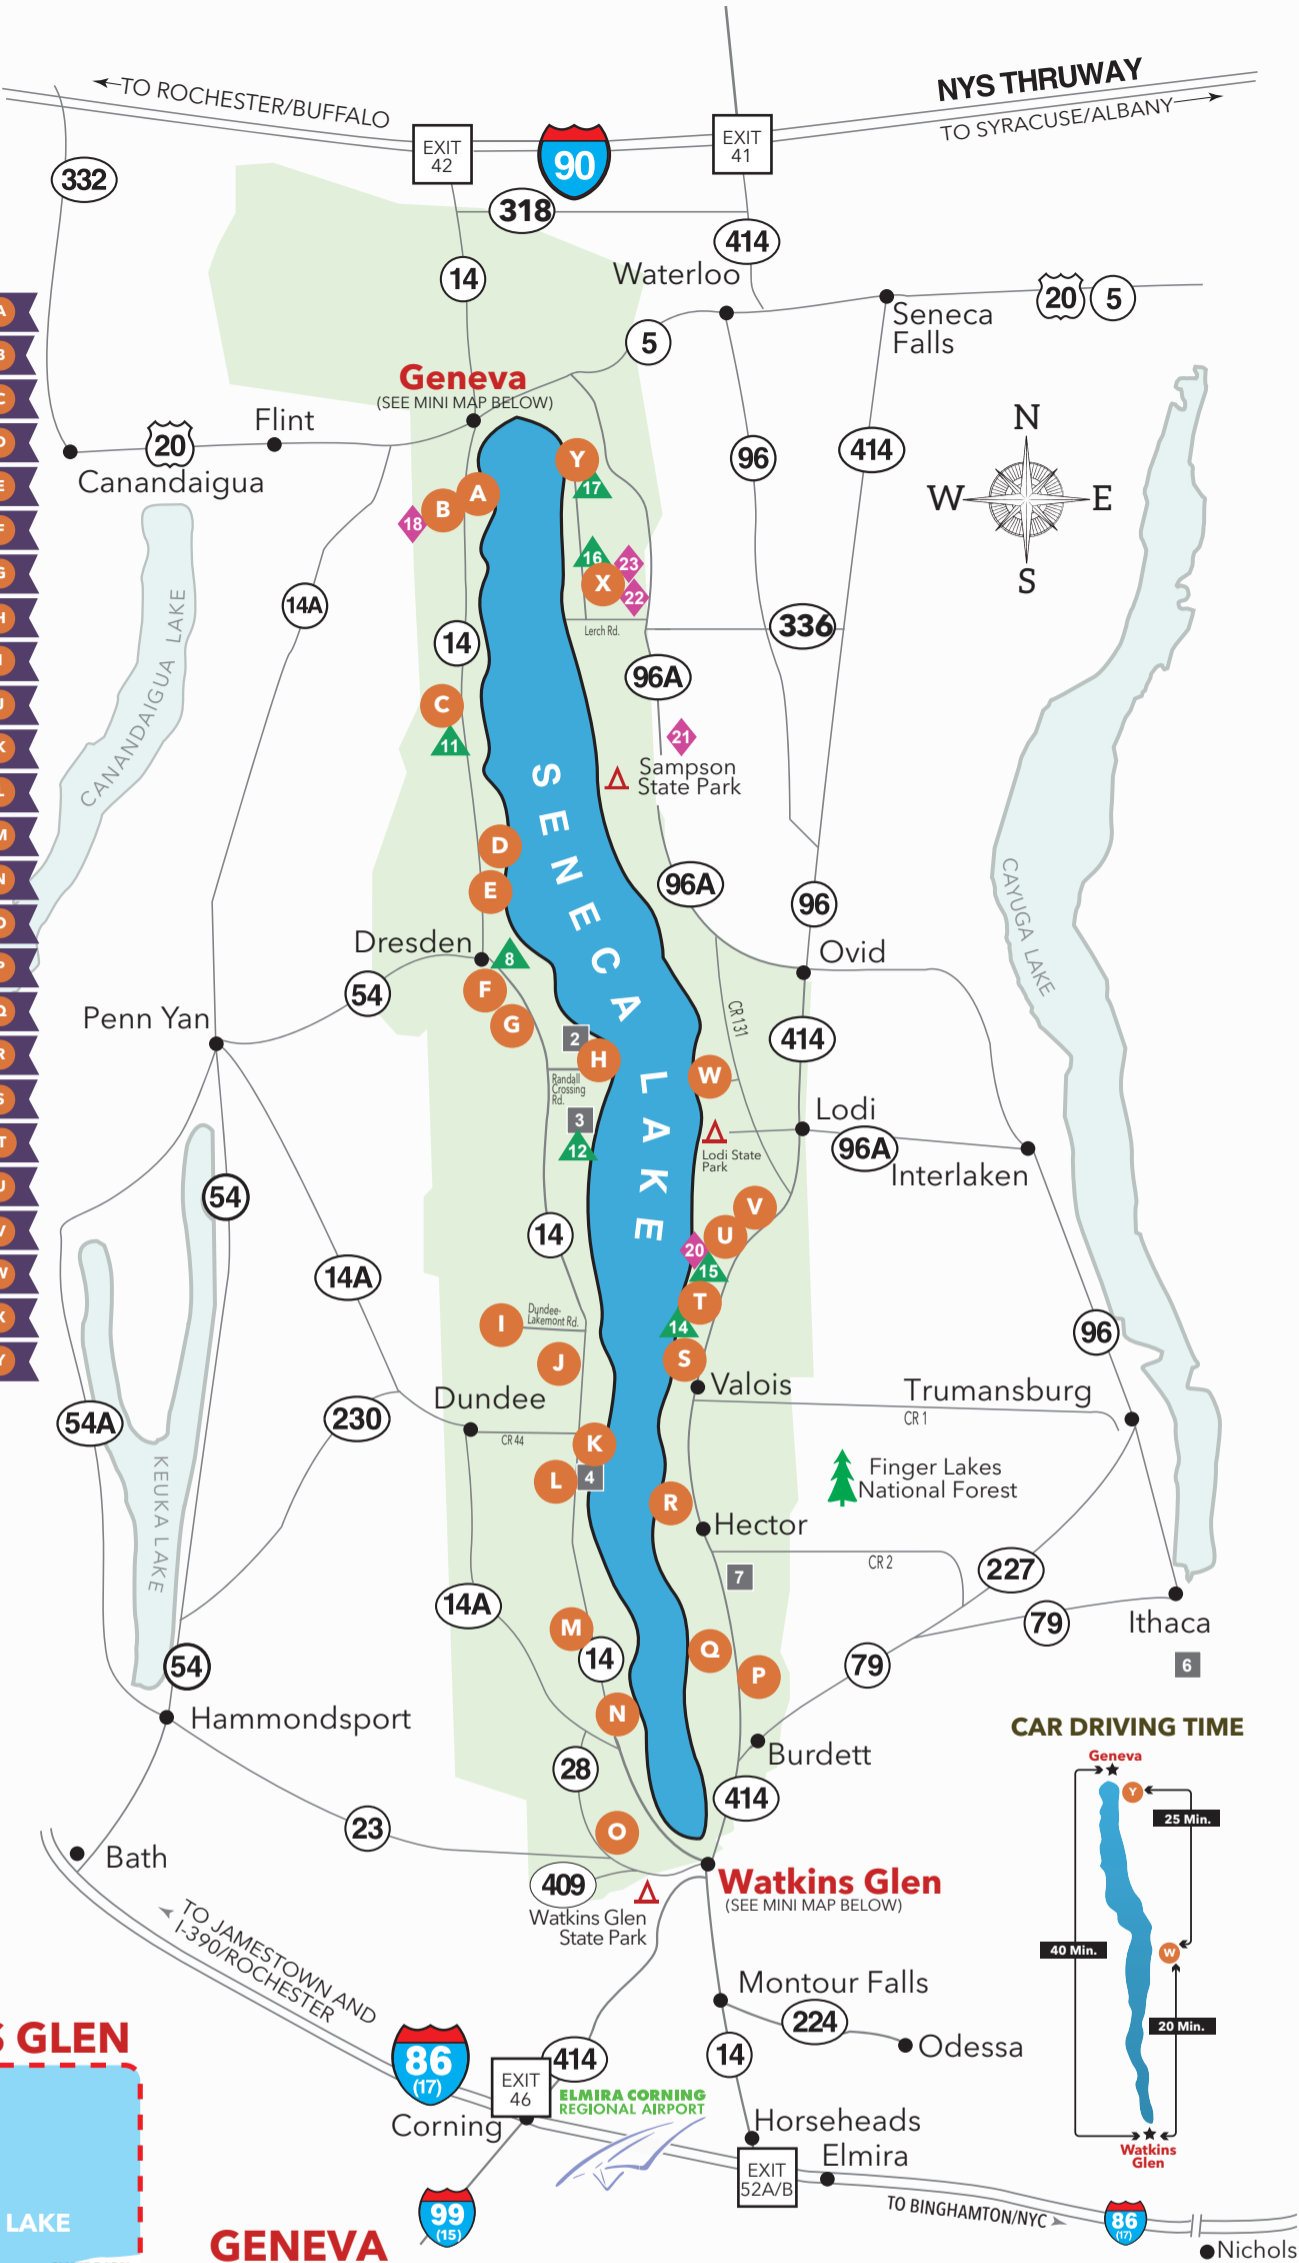 TO ROCHESTER/BUFFALO
NYS THRUWAY
TO SYRACUSE/ALBANY
EXIT
42
90
EXIT
41
332
318
414
14
Waterloo
20
5
Seneca
Falls
5
Geneva
(SEE MINI MAP BELOW)
Flint
20
Canandaigua
96
414
N
W
E
S
Y
17
A
B
18
16
23
X
22
Lerch Rd.
14A
CANANDAIGUA LAKE
14
336
96A
C
11
21
Sampson
State Park
SENECA LAKE
D
E
96A
96
CAYUGA LAKE
Dresden
8
Ovid
54
F
G
Penn Yan
CR 131
414
2
H
W
Randall
Crossing
Rd.
3
12
Lodi
96A
Lodi State
Park
Interlaken
54
V
U
20
15
14
14A
T
14
I
Dundee-
Lakemont Rd.
J
S
96
Valois
Trumansburg
CR 1
Dundee
54A
230
CR 44
K
L
4
KEUKA LAKE
Finger Lakes
National Forest
R
Hector
CR 2
7
227
14A
79
Ithaca
6
M
14
Q
P
79
54
N
Hammondsport
Burdett
28
414
23
O
Bath
409
Watkins Glen
(SEE MINI MAP BELOW)
Watkins Glen
State Park
TO JAMESTOWN AND
I-390/ROCHESTER
CAR DRIVING TIME
Geneva
Y
25 Min.
40 Min.
W
20 Min.
Watkins
Glen
Montour Falls
224
Odessa
14
S GLEN
86
(17)
EXIT
46
414
ELMIRA CORNING
REGIONAL AIRPORT
Corning
Horseheads
Elmira
EXIT
52A/B
TO BINGHAMTON/NYC
86
(17)
99
(15)
LAKE
GENEVA
Nichols
A
B
C
D
E
F
G
H
I
J
K
L
M
N
O
P
Q
R
S
T
U
V
W
X
Y